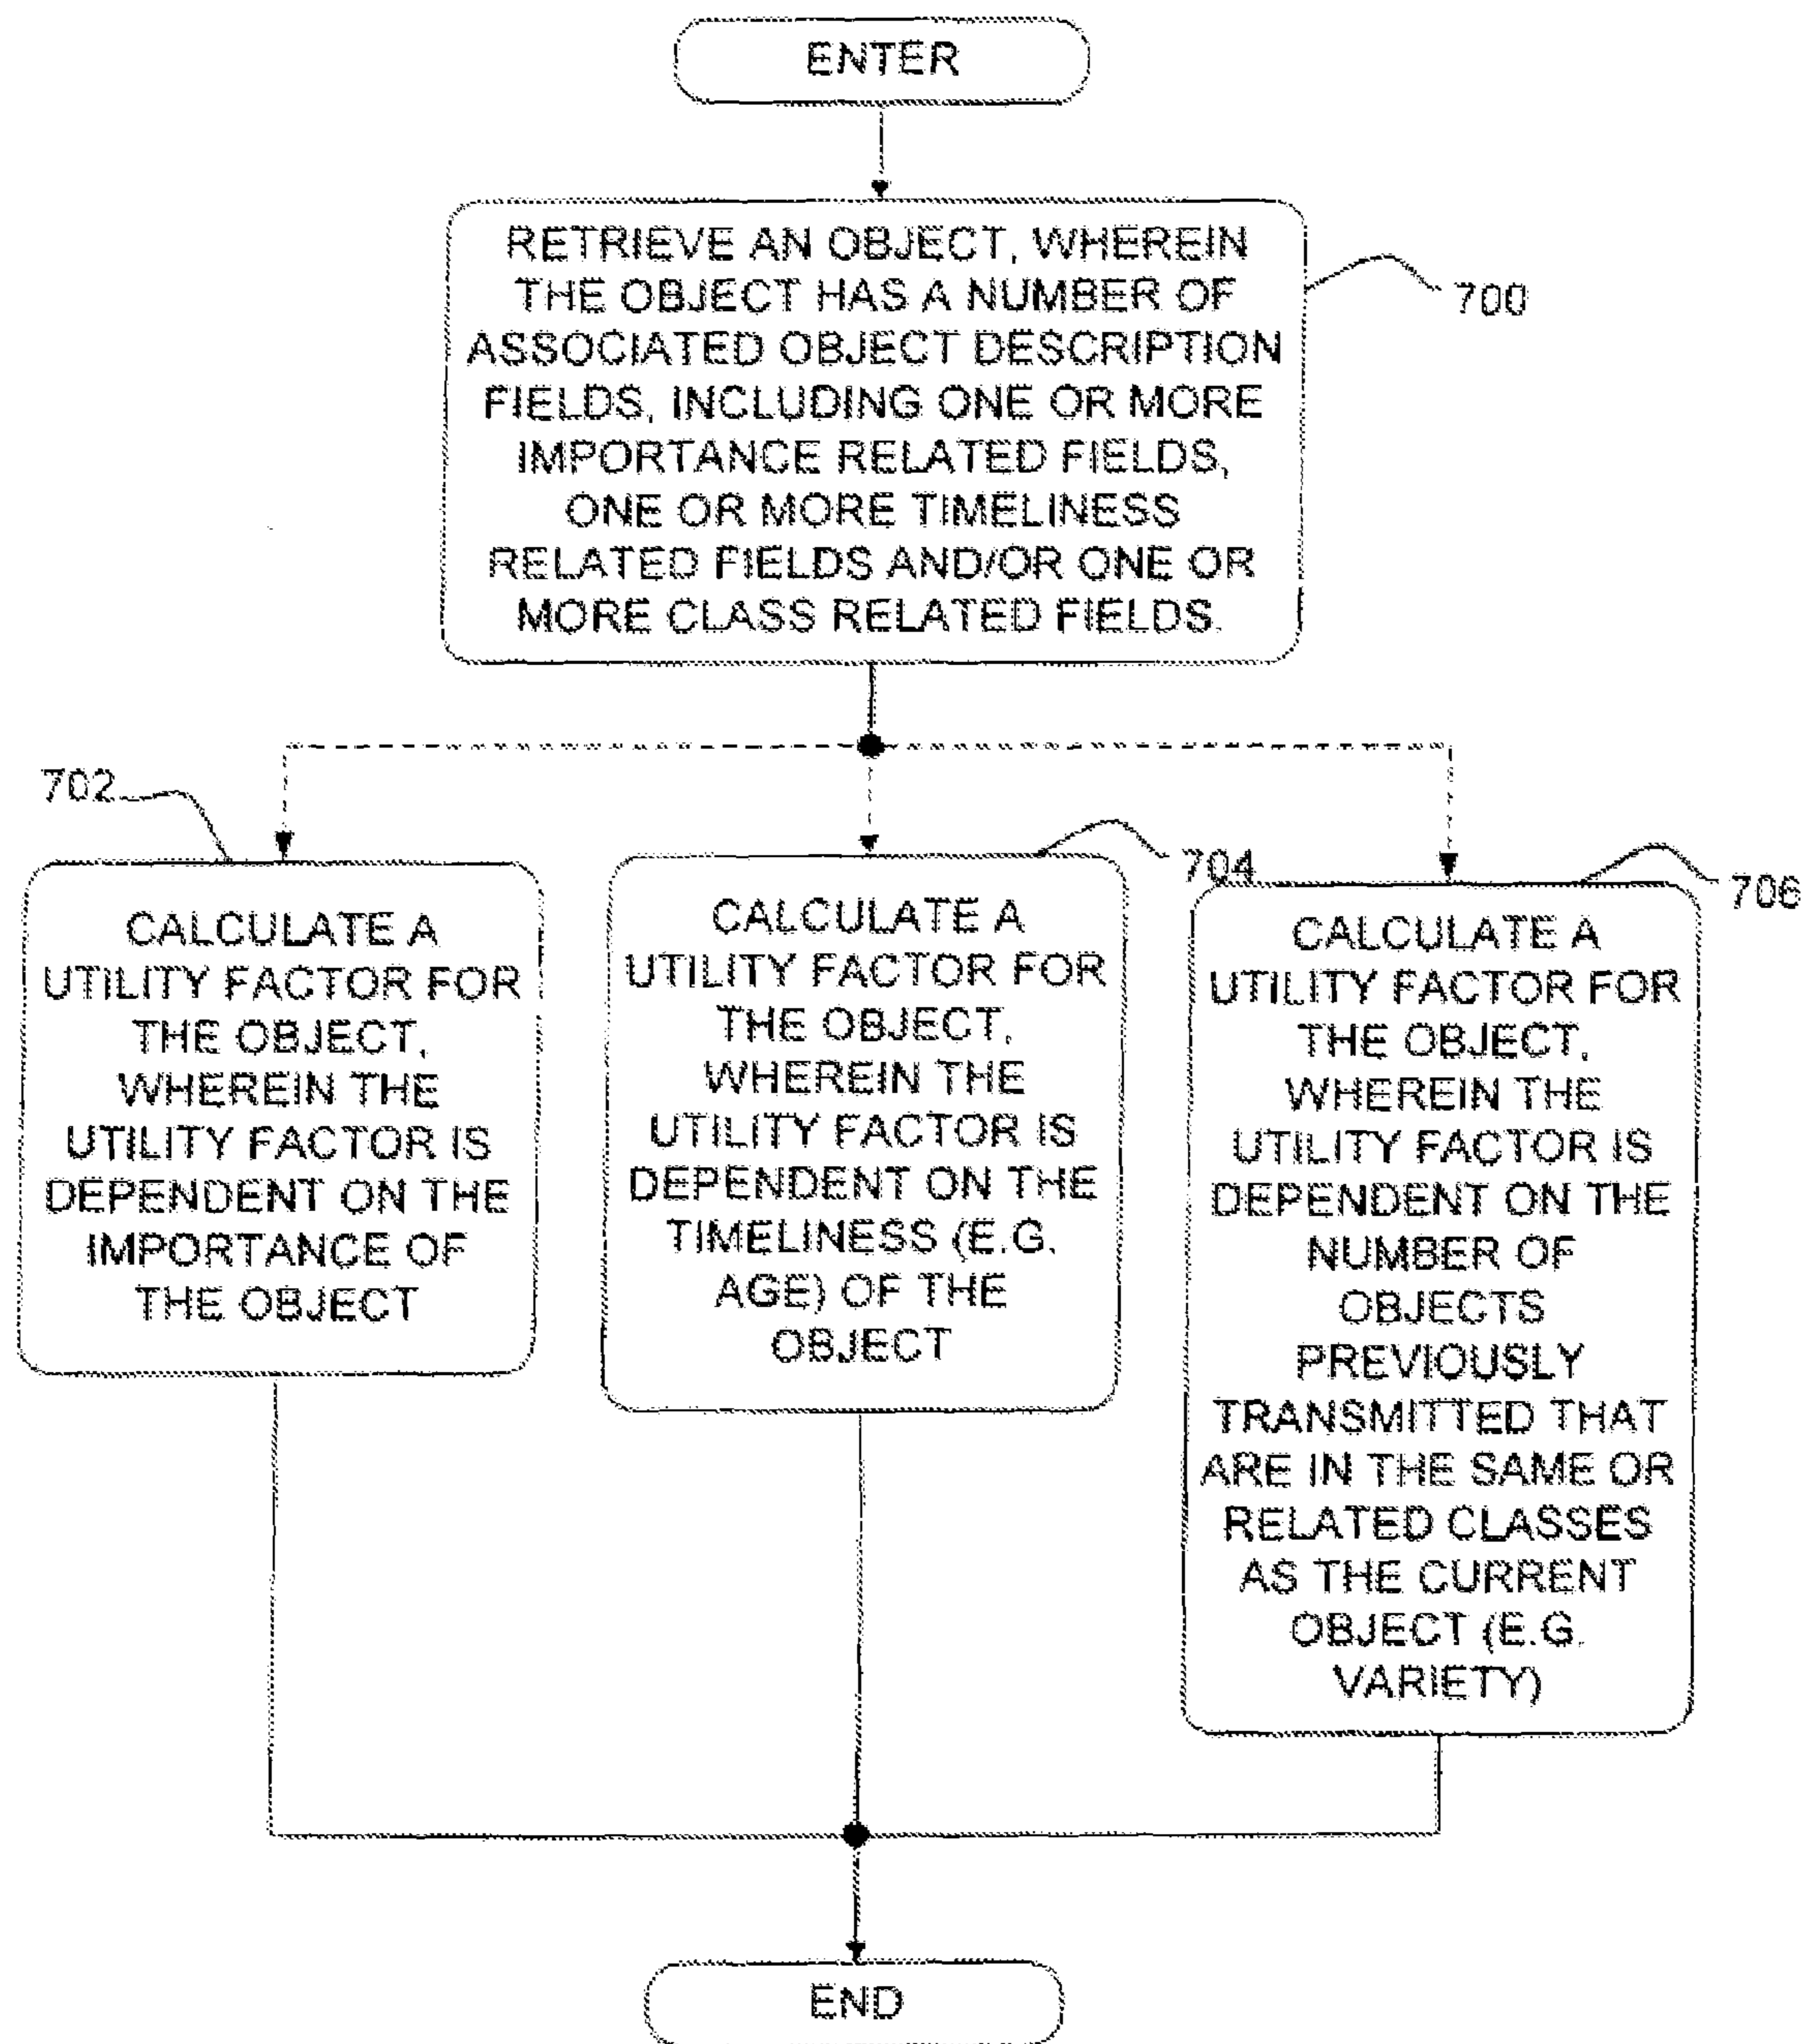 ENTER
RETRIEVE AN OBJECT, WHEREIN
THE OBJECT HAS A NUMBER OF
ASSOCIATED OBJECT DESCRIPTION
FIELDS, INCLUDING ONE OR MORE
IMPORTANCE RELATED FIELDS,
ONE OR MORE TIMELINESS
RELATED FIELDS AND/OR ONE OR
MORE CLASS RELATED FIELDS.
700
702
CALCULATE A
UTILITY FACTOR FOR
THE OBJECT,
WHEREIN THE
UTILITY FACTOR IS
DEPENDENT ON THE
IMPORTANCE OF
THE OBJECT
704
CALCULATE A
UTILITY FACTOR FOR
THE OBJECT,
WHEREIN THE
UTILITY FACTOR IS
DEPENDENT ON THE
TIMELINESS (E.G.
AGE) OF THE
OBJECT
706
CALCULATE A
UTILITY FACTOR FOR
THE OBJECT,
WHEREIN THE
UTILITY FACTOR IS
DEPENDENT ON THE
NUMBER OF
OBJECTS
PREVIOUSLY
TRANSMITTED THAT
ARE IN THE SAME OR
RELATED CLASSES
AS THE CURRENT
OBJECT (E.G.
VARIETY)
END